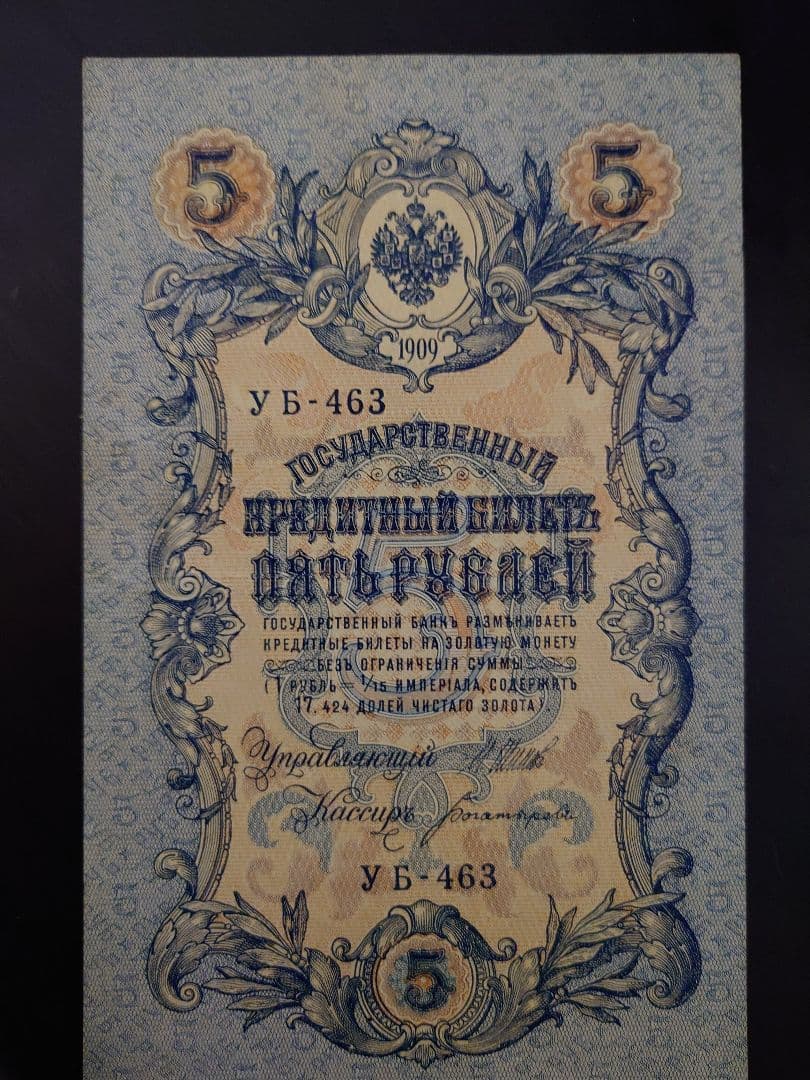 5 5
1909
УБ-463
ГОСУДАРСТВЕННЫЙ
КРЕДИТНЫЙ БИЛЕТЪ
ПЯТЬ РУБЛЕЙ
ГОСУДАРСТВЕННЫЙ БАНКЪ РАЗМѢНИВАЕТЪ
КРЕДИТНЫЕ БИЛЕТЫ НА ЗОЛОТУЮ МОНЕТУ
БЕЗЪ ОГРАНИЧЕНІЯ СУММЫ
(1 РУБЛЬ = 1/15 ИМПЕРІАЛА, СОДЕРЖИТЪ
17,424 ДОЛЕЙ ЧИСТАГО ЗОЛОТА).
Управляющій
Кассиръ
УБ-463
5